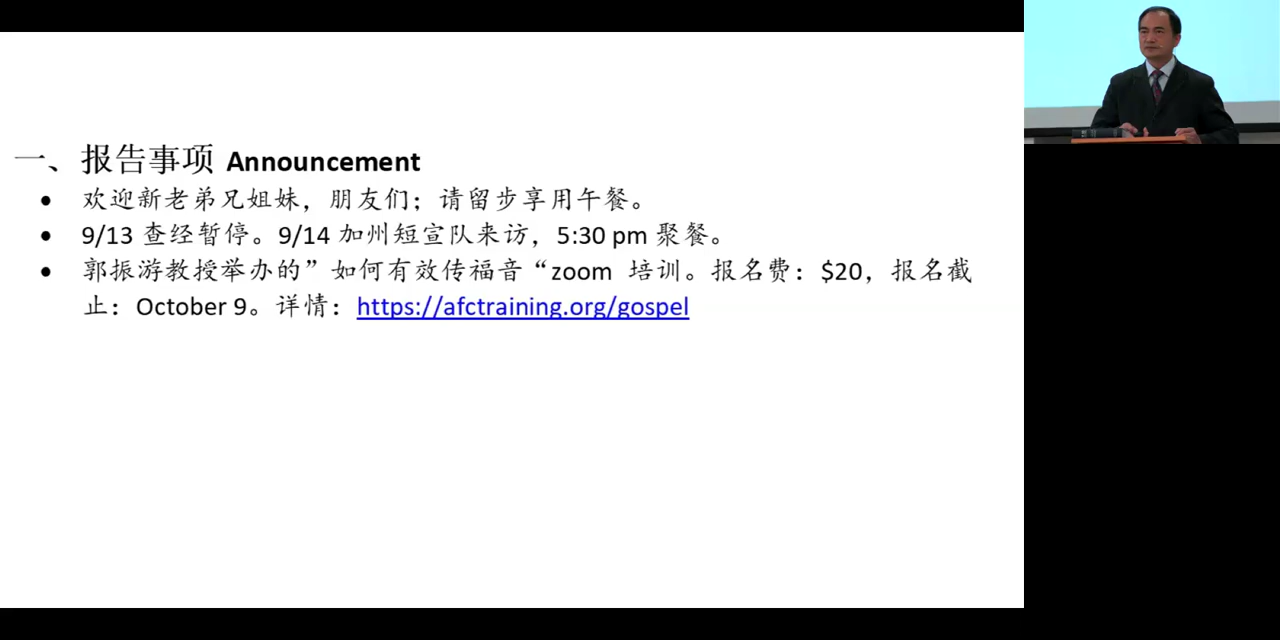 一、报告事项 Announcement
• 欢迎新老弟兄姐妹，朋友们；请留步享用午餐。
• 9/13 查经暂停。9/14 加州短宣队来访，5:30 pm 聚餐。
• 郭振游教授举办的”如何有效传福音“zoom 培训。报名费：$20，报名截
止：October 9。详情：https://afctraining.org/gospel